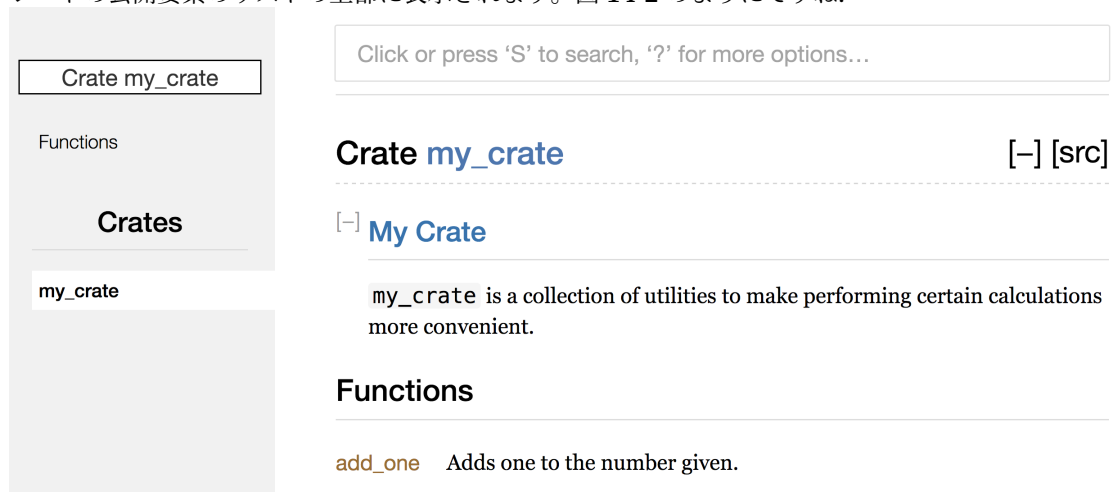 Click or press ‘S’ to search, ‘?’ for more options…
Crate my_crate
Functions
Crates
my_crate
Crate my_crate
[–] [src]
[–] My Crate
my_crate is a collection of utilities to make performing certain calculations
more convenient.
Functions
add_one Adds one to the number given.